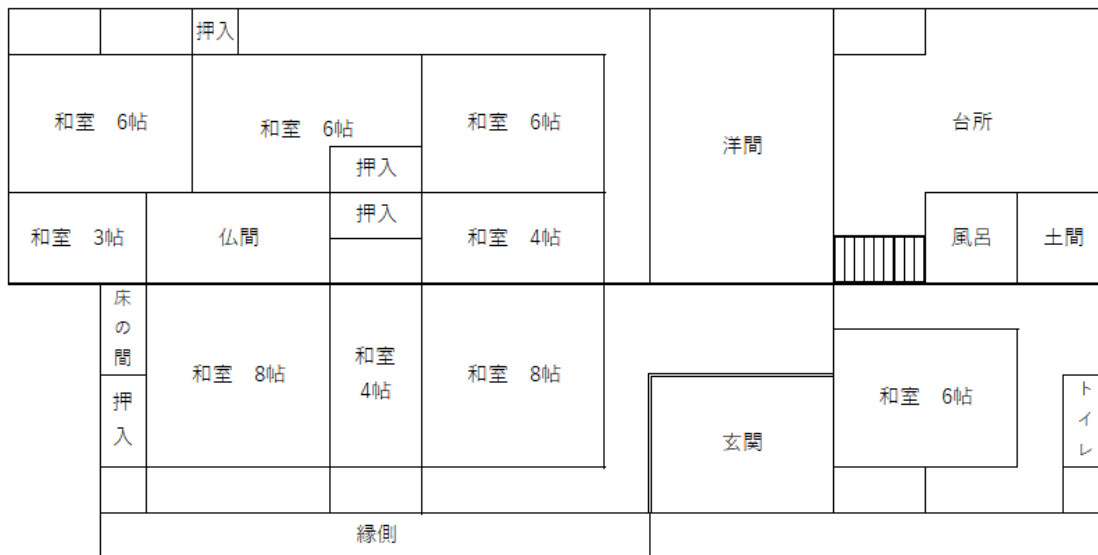 押入
和室　6帖
和室　6帖
和室　6帖
洋間
台所
押入
押入
和室　3帖
仏間
和室　4帖
風呂
土間
床の間
和室　8帖
和室
4帖
和室　8帖
押入
和室　6帖
トイレ
玄関
縁側